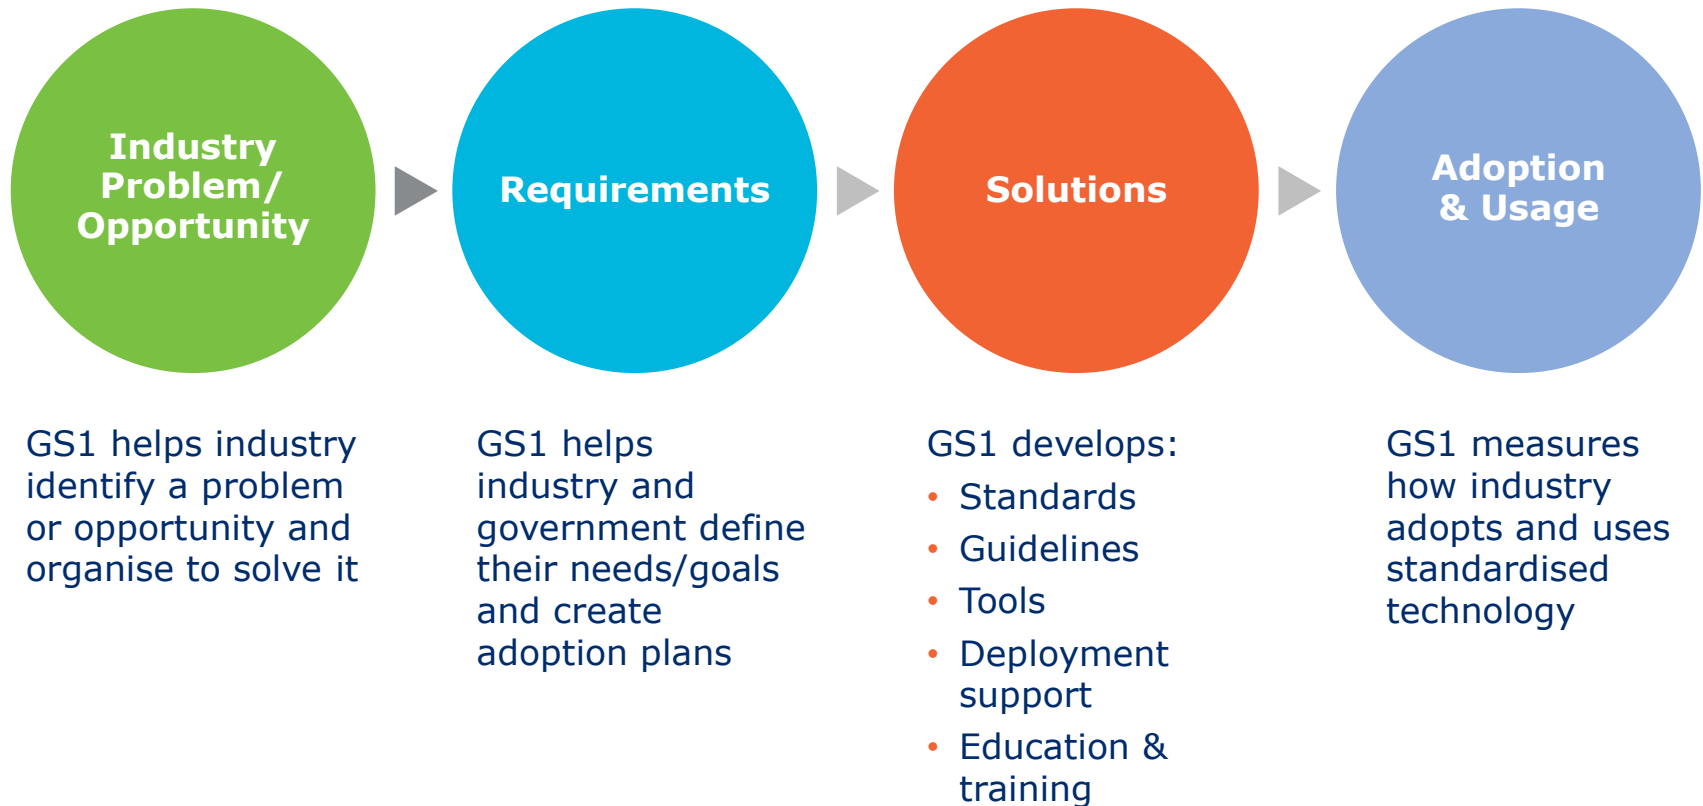 Industry
Problem/
Opportunity
Requirements
Solutions
Adoption
& Usage
GS1 helps industry
identify a problem
or opportunity and
organise to solve it
GS1 helps
industry and
government define
their needs/goals
and create
adoption plans
GS1 develops:
• Standards
• Guidelines
• Tools
• Deployment
support
• Education &
training
GS1 measures
how industry
adopts and uses
standardised
technology